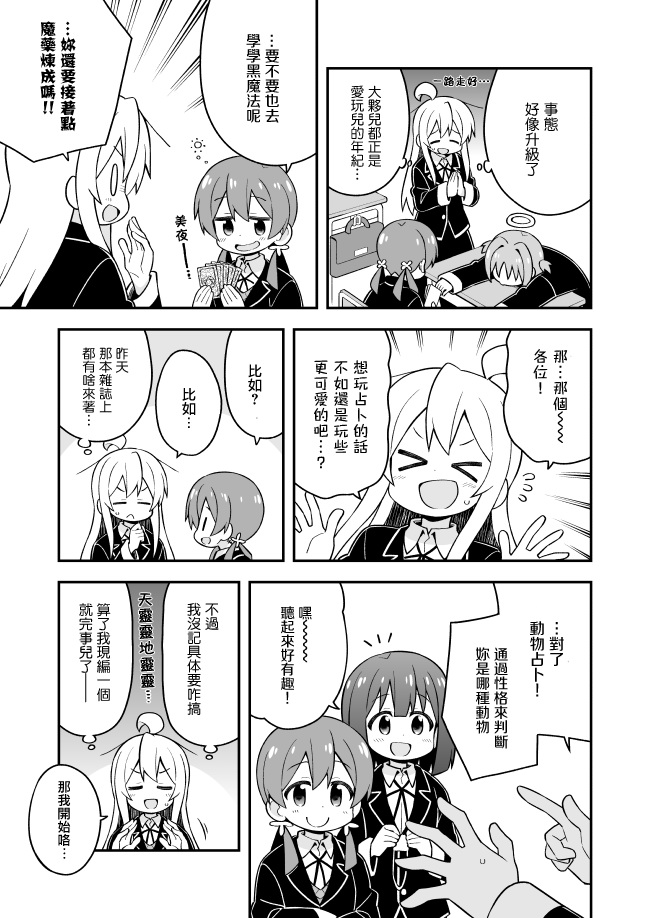 事態
好像升級了
一路走好…
大夥兒都正是
愛玩兒的年紀…
…要不要也去
學學黑魔法呢
美夜──…
…妳還要接著點
魔藥煉成嗎!!
那…那個~~~
各位!
想玩占卜的話
不如還是玩些
更可愛的吧…?
比如?
比如…
昨天
那本雜誌上
都有啥來著…
…對了
動物占卜!
通過性格來判斷
妳是哪種動物
嘿~~~~
聽起來好有趣!
不過
我沒記具体要咋搞
天靈靈地靈靈…
算了我現編一個
就完事兒了──
那我開始咯…